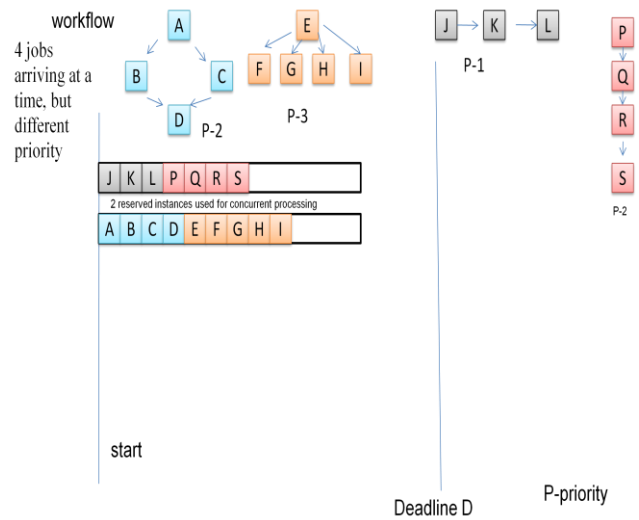 workflow
4 jobs
arriving at a
time, but
different
priority
A
B C
D
P-2
E
F G H I
P-3
J K L
P-1
P
Q
R
S
P-2
J K L P Q R S
2 reserved instances used for concurrent processing
A B C D E F G H I
start
Deadline D
P-priority